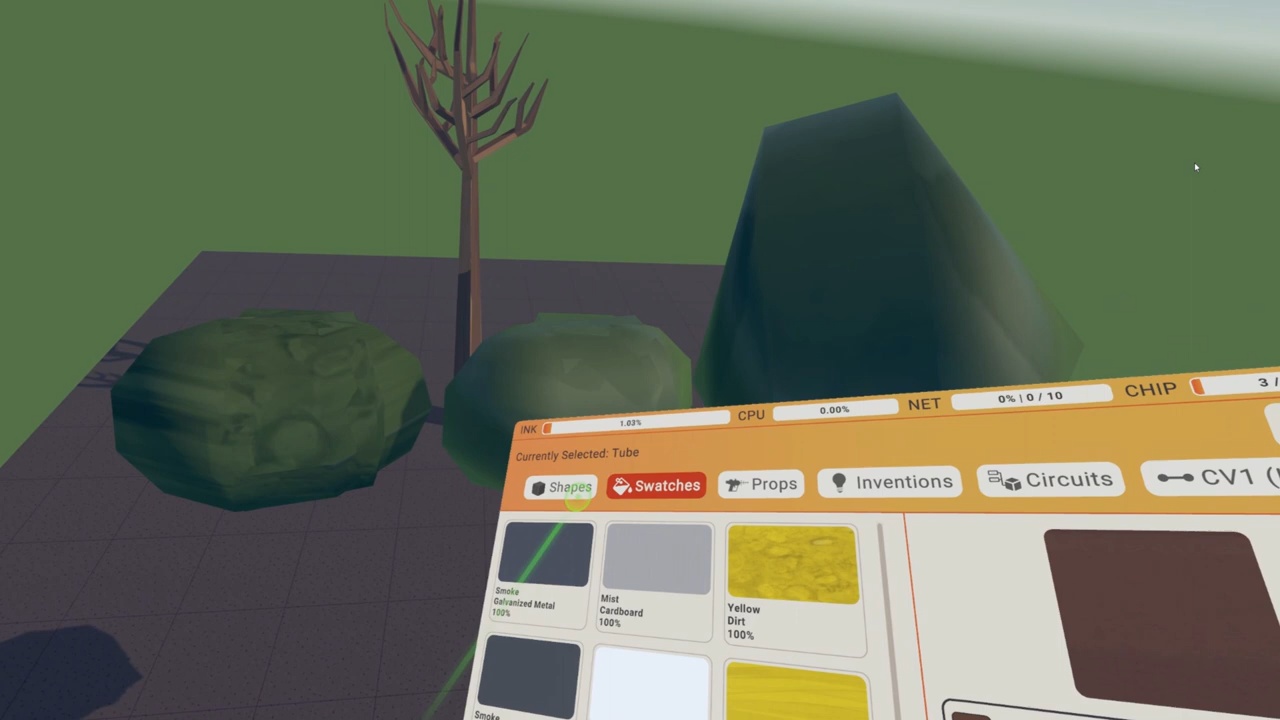 INK 1.03% CPU 0.00% NET 0% | 0 / 10 CHIP 3 /
Currently Selected: Tube
Shapes Swatches Props Inventions Circuits CV1 (
Smoke
Galvanized Metal
100%
Mist
Cardboard
100%
Yellow
Dirt
100%
Smoke